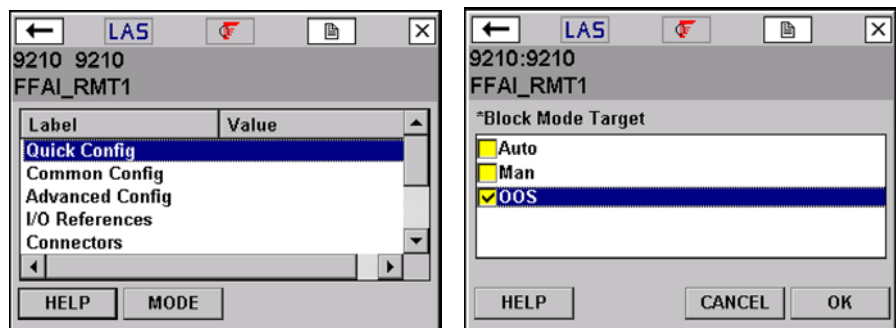 LAS
9210 9210
FFAI_RMT1
Label Value
Quick Config
Common Config
Advanced Config
I/O References
Connectors
HELP MODE
LAS
9210:9210
FFAI_RMT1
*Block Mode Target
Auto
Man
OOS
HELP CANCEL OK